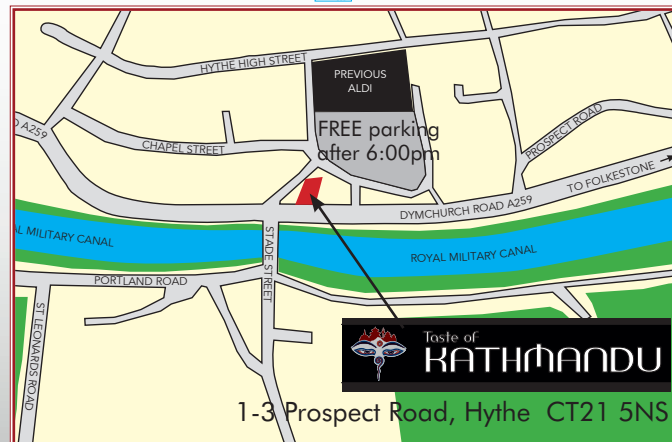 HYTHE HIGH STREET
PREVIOUS
ALDI
FREE parking
after 6:00pm
D A259
CHAPEL STREET
PROSPECT ROAD
TO FOLKESTONE
DYMCHURCH ROAD A259
AL MILITARY CANAL
STADE STREET
ROYAL MILITARY CANAL
PORTLAND ROAD
ST LEONARDS ROAD
Taste of
KATHMANDU
1-3 Prospect Road, Hythe CT21 5NS